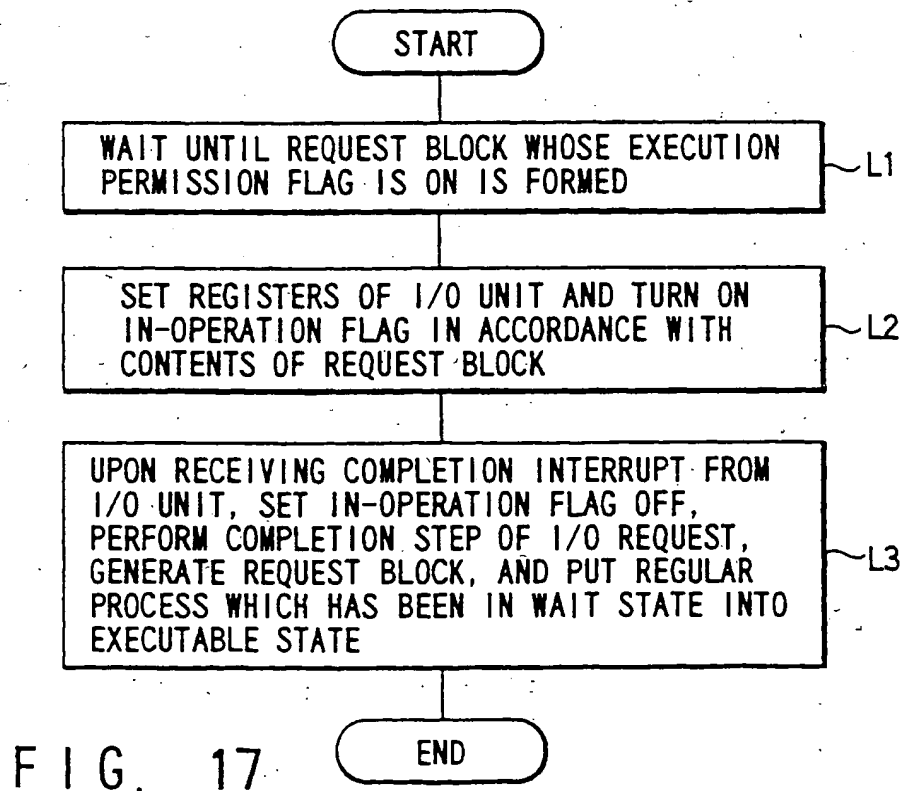 START
WAIT UNTIL REQUEST BLOCK WHOSE EXECUTION
PERMISSION FLAG IS ON IS FORMED
L1
SET REGISTERS OF I/O UNIT AND TURN ON
IN-OPERATION FLAG IN ACCORDANCE WITH
CONTENTS OF REQUEST BLOCK
L2
UPON RECEIVING COMPLETION INTERRUPT FROM
I/O UNIT, SET IN-OPERATION FLAG OFF,
PERFORM COMPLETION STEP OF I/O REQUEST,
GENERATE REQUEST BLOCK, AND PUT REGULAR
PROCESS WHICH HAS BEEN IN WAIT STATE INTO
EXECUTABLE STATE
L3
END
FIG. 17